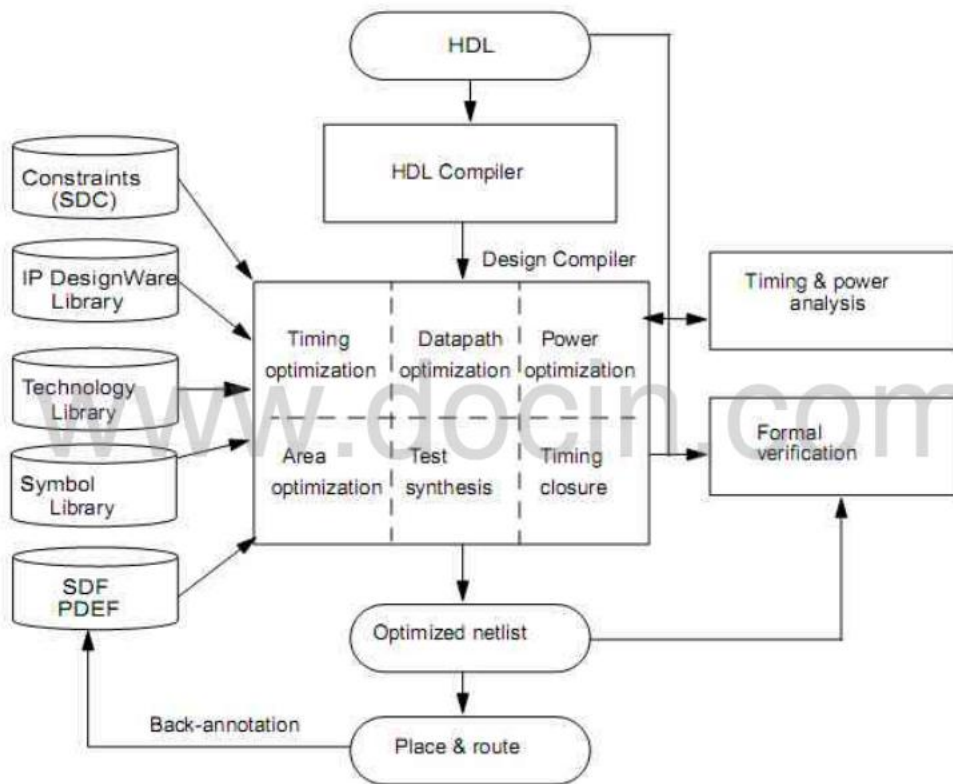 HDL
HDL Compiler
Design Compiler
Constraints
(SDC)
IP DesignWare
Library
Technology
Library
Symbol
Library
SDF
PDEF
Timing
optimization
Datapath
optimization
Power
optimization
Area
optimization
Test
synthesis
Timing
closure
Timing & power
analysis
Formal
verification
Optimized netlist
Back-annotation
Place & route
www.docin.com